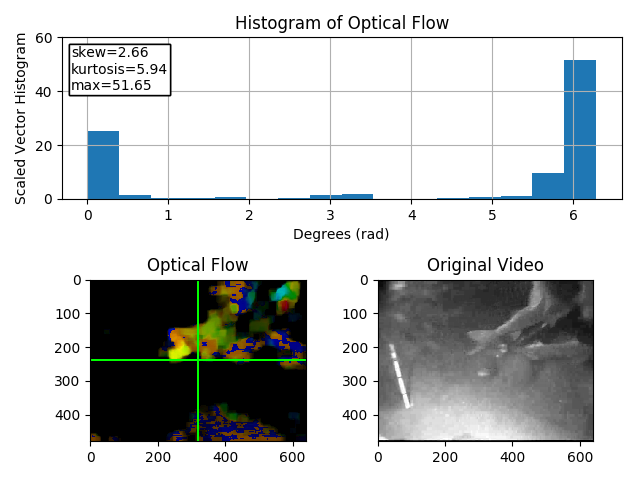 Histogram of Optical Flow
Scaled Vector Histogram
60
40
20
0
skew=2.66
kurtosis=5.94
max=51.65
0 1 2 3 4 5 6
Degrees (rad)
Optical Flow
0
100
200
300
400
0 200 400 600
Original Video
0
100
200
300
400
0 200 400 600